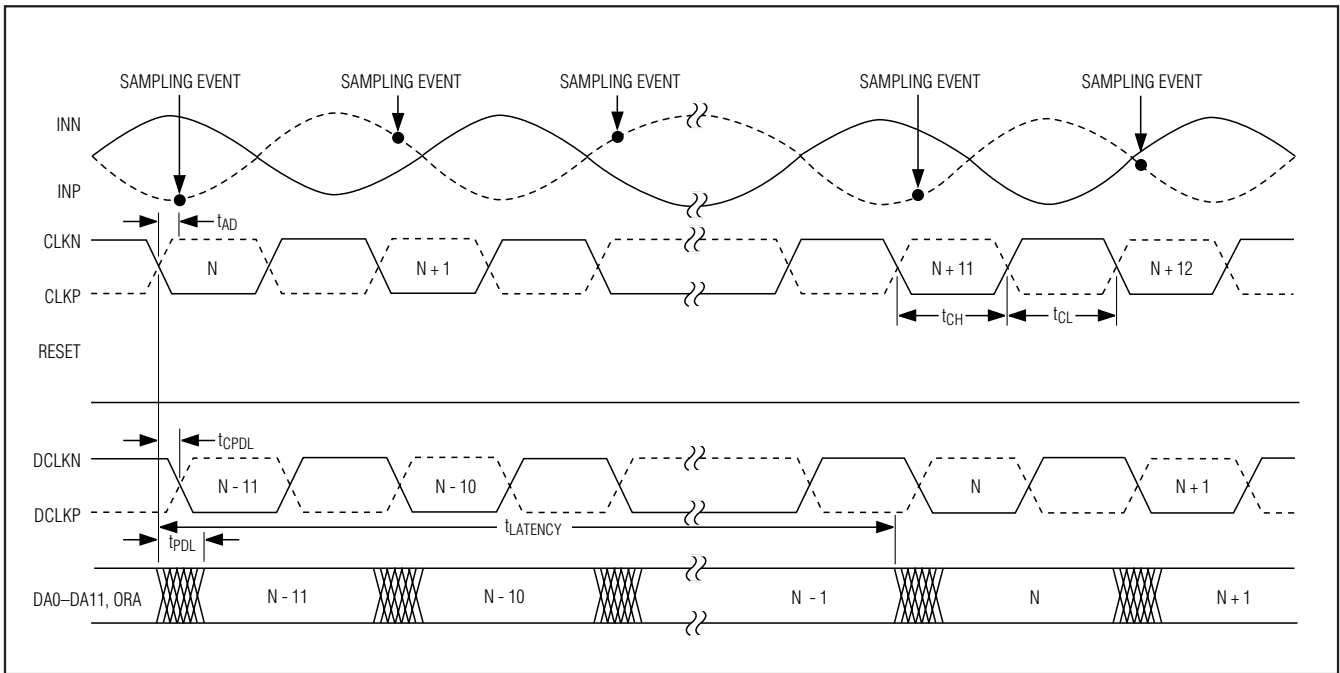 SAMPLING EVENT SAMPLING EVENT SAMPLING EVENT SAMPLING EVENT SAMPLING EVENT
INN
INP
tAD
CLKN
N N + 1 N + 11 N + 12
CLKP
tCH tCL
RESET
tCPDL
DCLKN
N - 11 N - 10 N N + 1
DCLKP
tLATENCY
tPDL
DA0–DA11, ORA N - 11 N - 10 N - 1 N N + 1